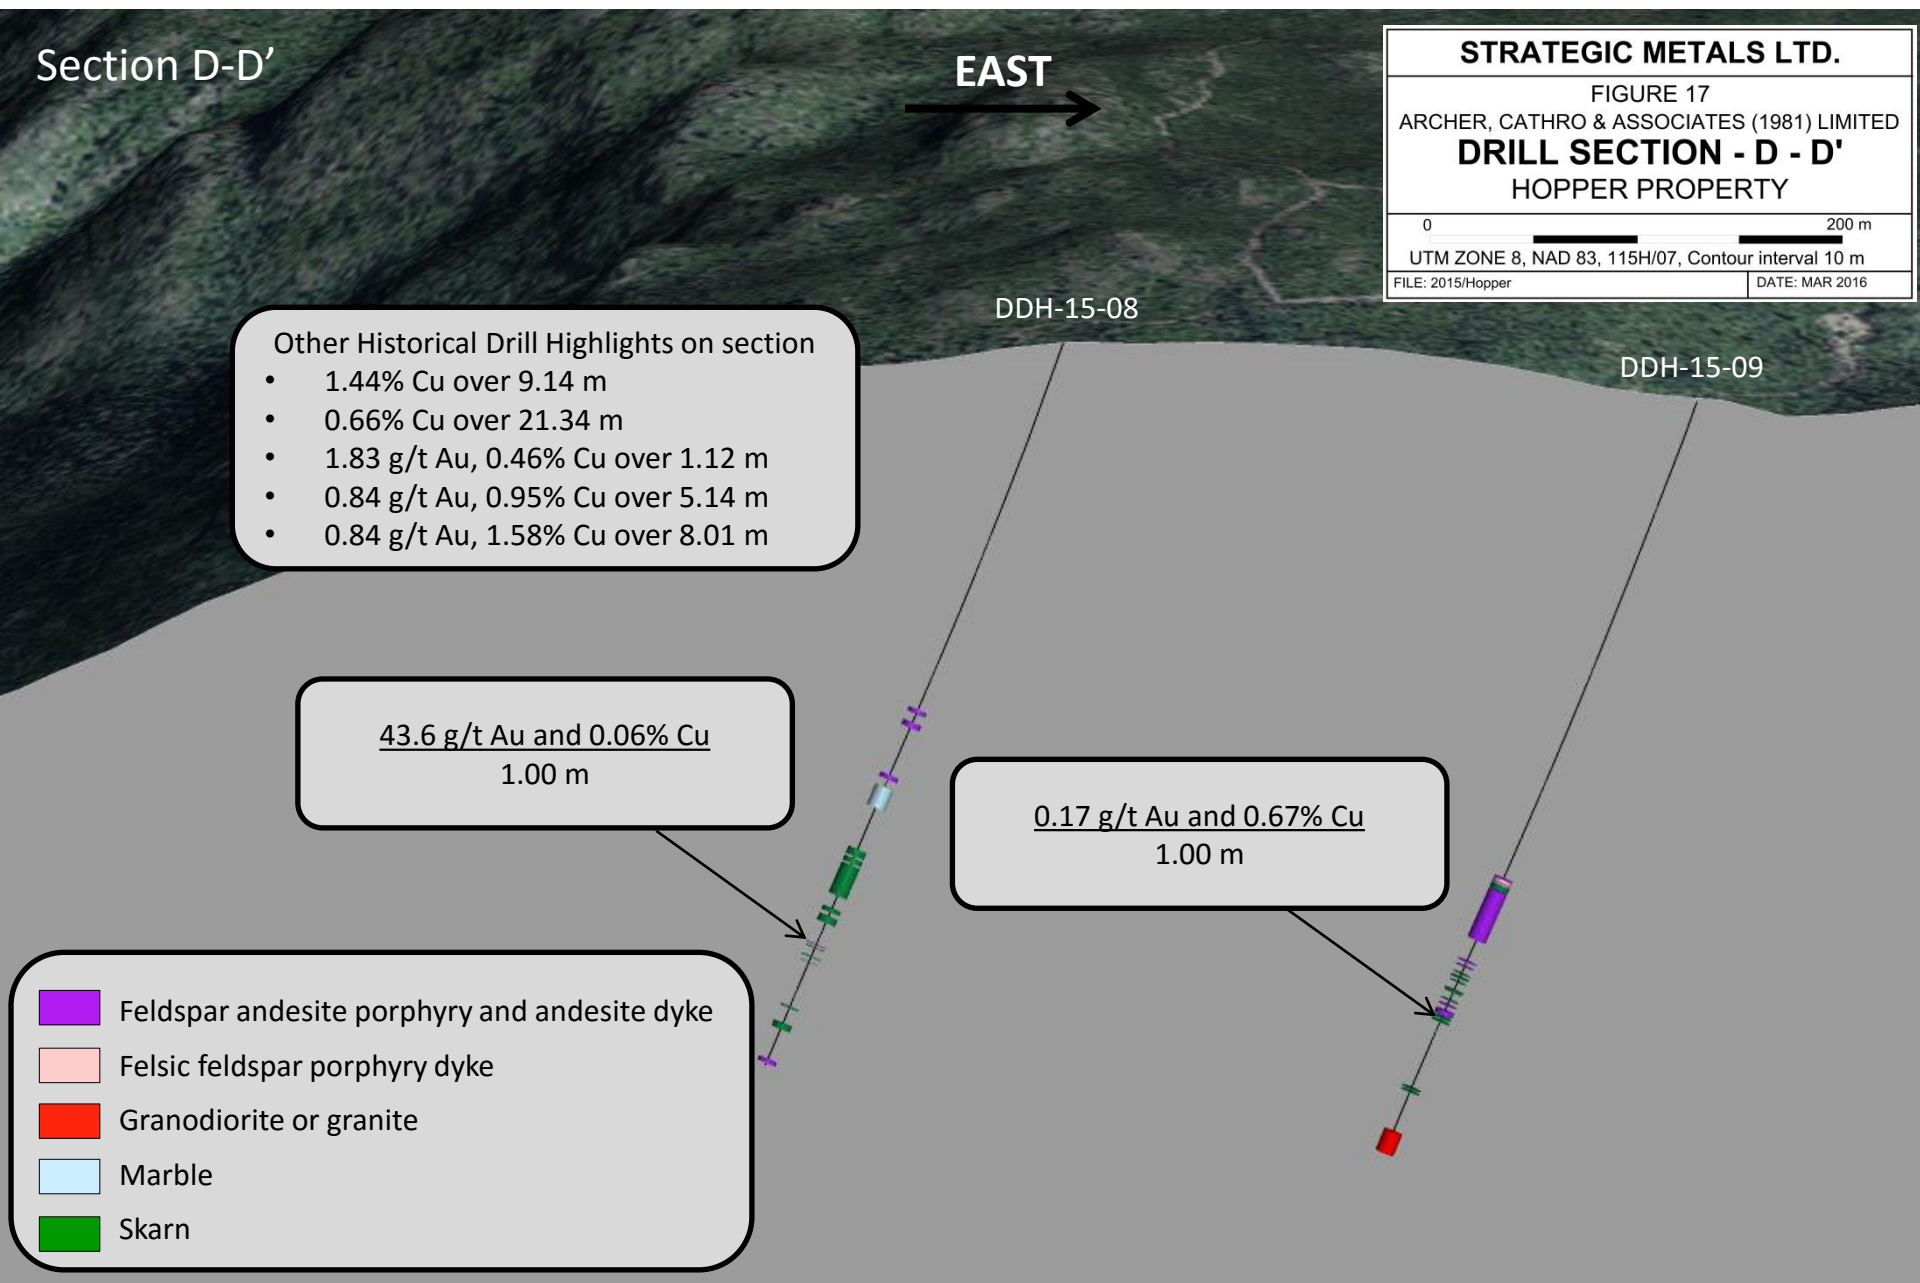 Section D-D’
EAST
STRATEGIC METALS LTD.
FIGURE 17
ARCHER, CATHRO & ASSOCIATES (1981) LIMITED
DRILL SECTION - D - D'
HOPPER PROPERTY
0 200 m
UTM ZONE 8, NAD 83, 115H/07, Contour interval 10 m
FILE: 2015/Hopper DATE: MAR 2016
DDH-15-08
DDH-15-09
Other Historical Drill Highlights on section
• 1.44% Cu over 9.14 m
• 0.66% Cu over 21.34 m
• 1.83 g/t Au, 0.46% Cu over 1.12 m
• 0.84 g/t Au, 0.95% Cu over 5.14 m
• 0.84 g/t Au, 1.58% Cu over 8.01 m
43.6 g/t Au and 0.06% Cu
1.00 m
0.17 g/t Au and 0.67% Cu
1.00 m
Feldspar andesite porphyry and andesite dyke
Felsic feldspar porphyry dyke
Granodiorite or granite
Marble
Skarn